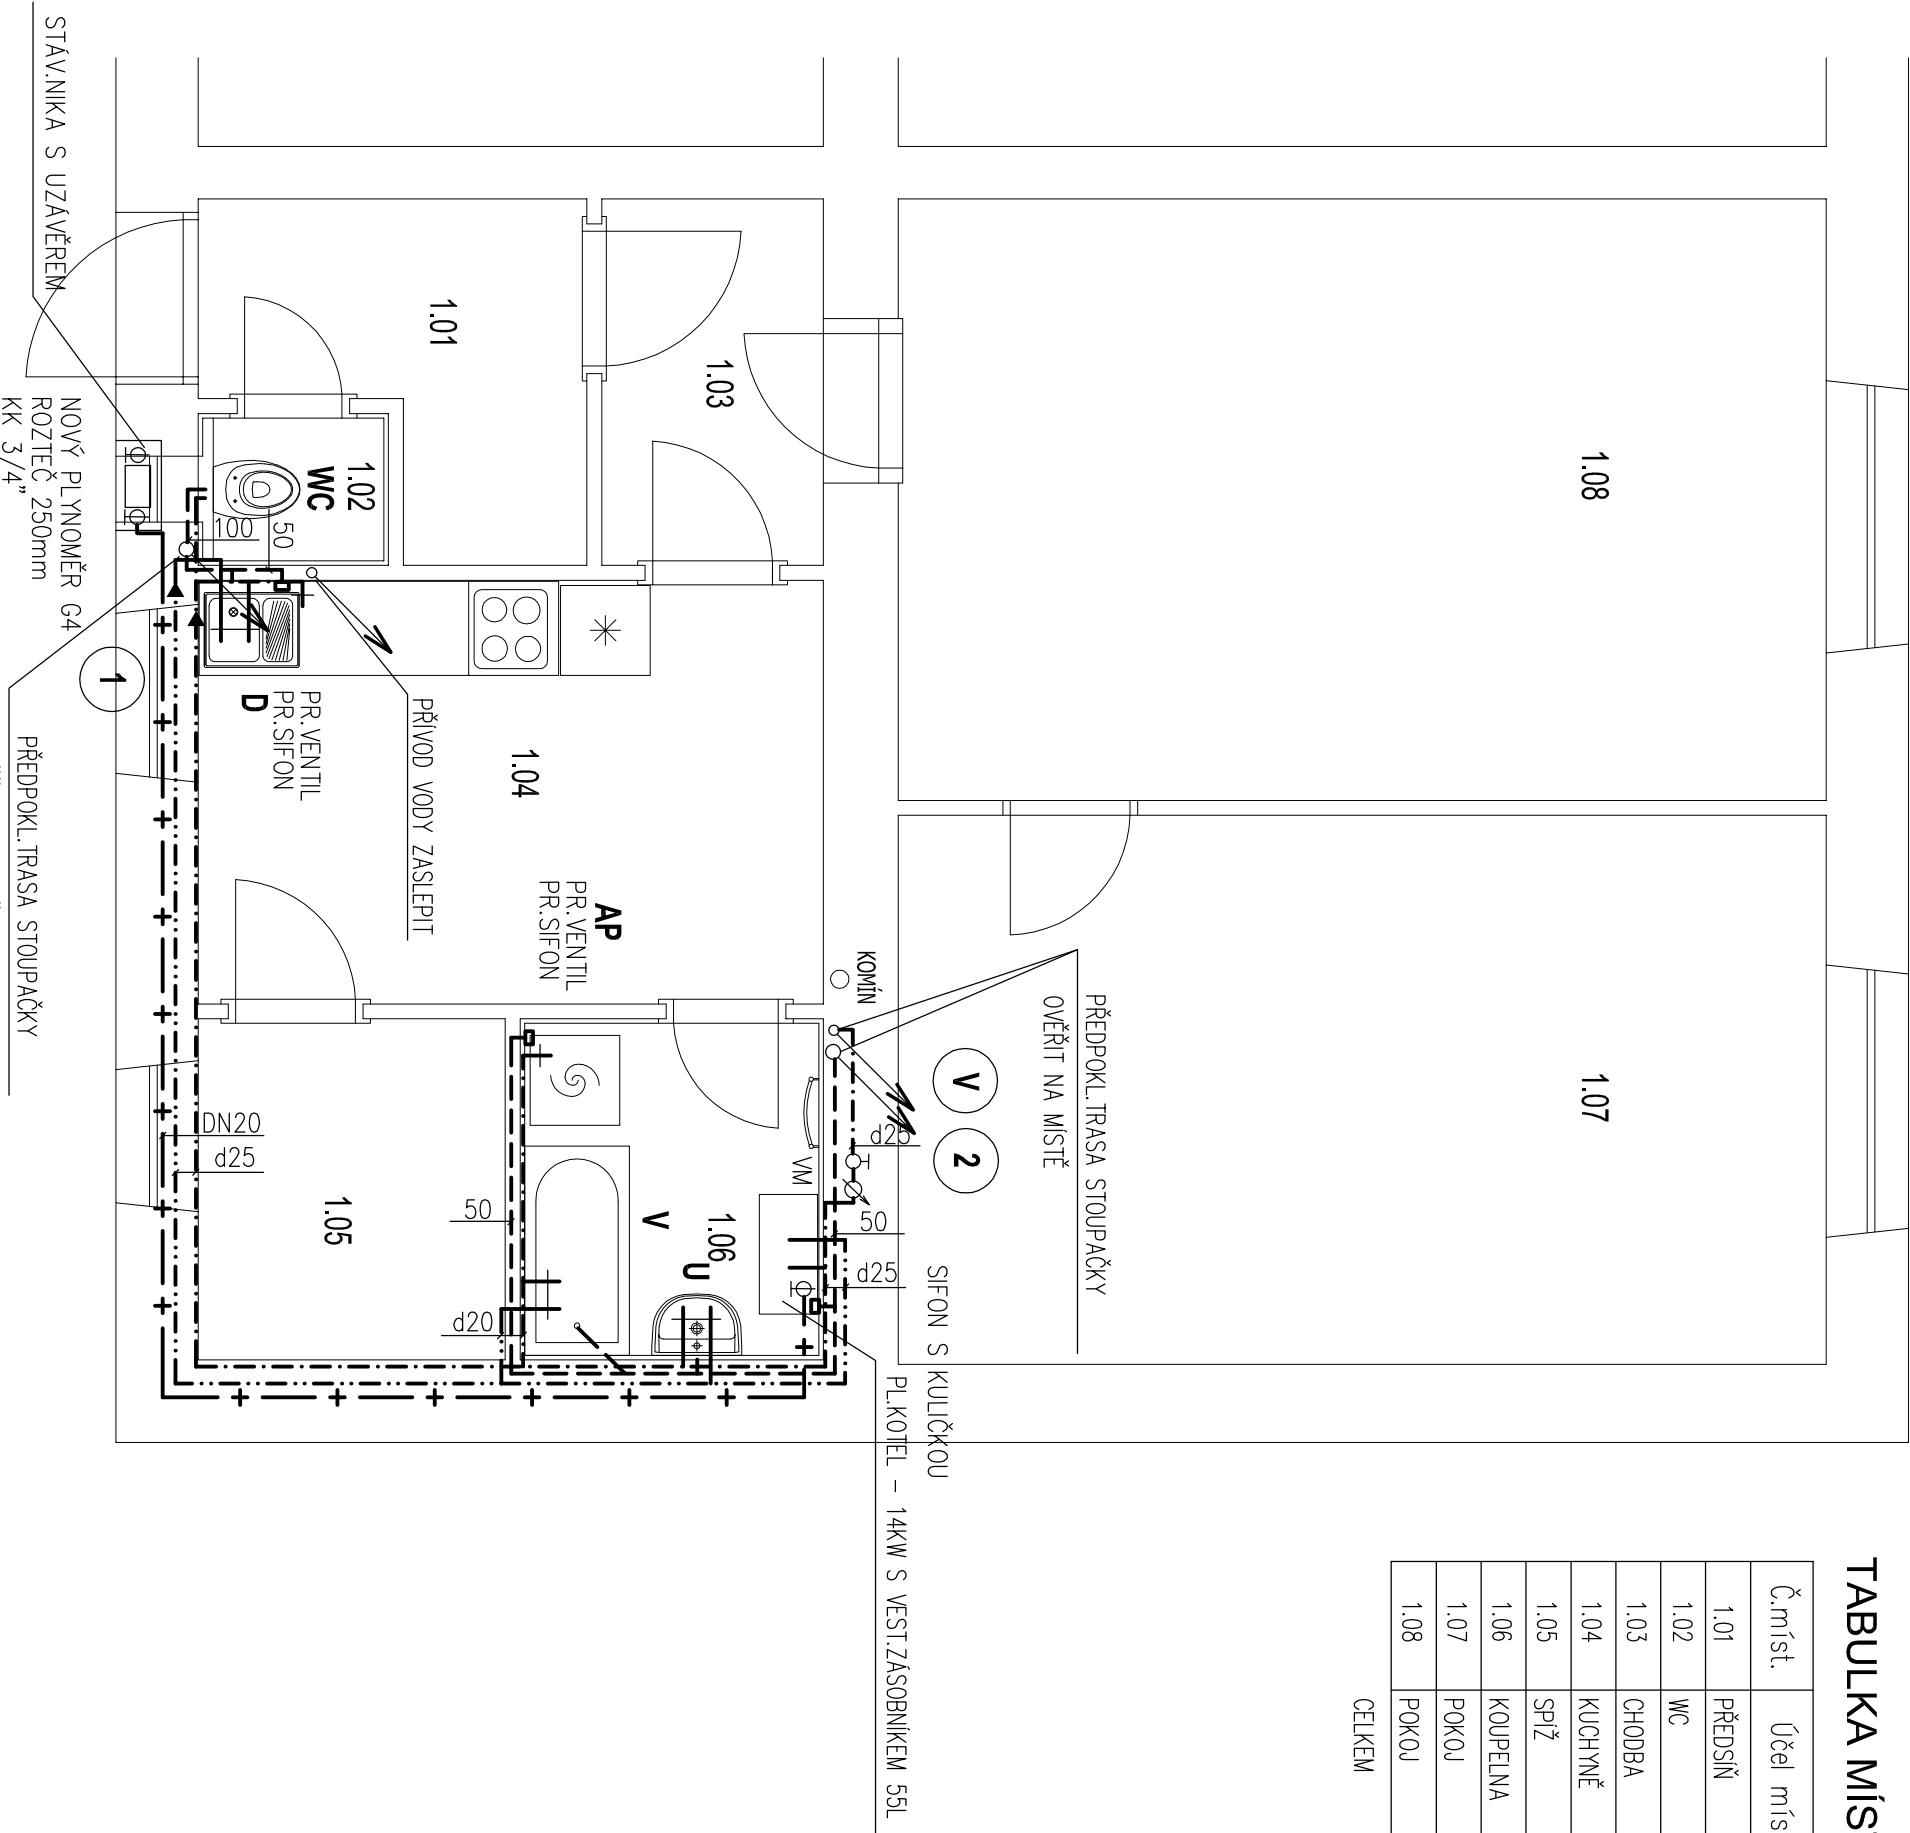 TABULKA MÍS
Č.míst. Účel mís
1.01 PŘEDSÍŇ
1.02 WC
1.03 CHODBA
1.04 KUCHYNĚ
1.05 SPÍŽ
1.06 KOUPELNA
1.07 POKOJ
1.08 POKOJ
CELKEM
1.08
1.07
PŘEDPOKL.TRASA STOUPAČKY
OVĚŘIT NA MÍSTĚ
V
2
SIFON S KULIČKOU
PL.KOTEL – 14KW S VEST.ZÁSOBNÍKEM 55L
KOMÍN
d25
50
d25
VM
1.03
1.06
U
V
AP
PR.VENTIL
PR.SIFON
1.04
1.01
50
d20
PŘÍVOD VODY ZASLEPIT
1.02
WC
1.05
PR.VENTIL
PR.SIFON
D
50
100
DN20
d25
1
STÁV.NIKA S UZÁVĚREM
NOVÝ PLYNOMĚR G4
ROZTEČ 250mm
KK 3/4"
PŘEDPOKL.TRASA STOUPAČKY